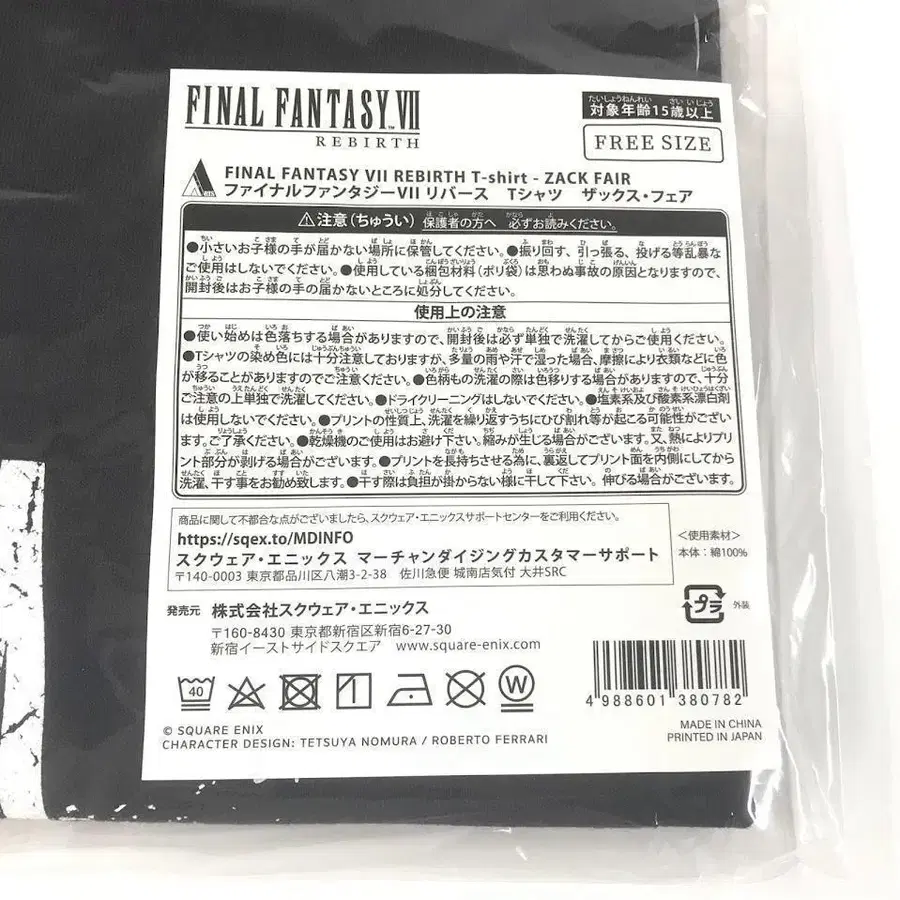 FINAL FANTASY VII
REBIRTH
対象年齢15歳以上
FREE SIZE
FINAL FANTASY VII REBIRTH T-shirt - ZACK FAIR
ファイナルファンタジーVII リバース Tシャツ ザックス・フェア
⚠注意(ちゅうい) 保護者の方へ 必ずお読みください。
●小さいお子様の手が届かない場所に保管してください。●振り回す、引っ張る、投げる等乱暴な
ご使用はしないでください。●使用している梱包材料(ポリ袋)は思わぬ事故の原因となりますので、
開封後はお子様の手の届かないところに処分してください。
使用上の注意
●使い始めは色落ちする場合がありますので、開封後は必ず単独で洗濯してからご使用ください。
●Tシャツの染め色には十分注意しておりますが、多量の雨や汗で湿った場合、摩擦により衣類などに色
が移ることがありますのでご注意ください。●色柄もの洗濯の際は色移りする場合がありますので、十分
ご注意の上単独で洗濯してください。●ドライクリーニングはしないでください。●塩素系及び酸素系漂白剤
は使用しないでください。●プリントの性質上、洗濯を繰り返すうちにひび割れ等が起こる可能性がござい
ます。ご了承ください。●乾燥機のご使用はお避け下さい。縮みが生じる場合がございます。又、熱によりプリ
ント部分が剥げる場合がございます。●プリントを長持ちさせる為に、裏返してプリント面を内側にしてから
洗濯、干す事をお勧め致します。●干す際は負担が掛からない様に干して下さい。伸びる場合がございます。
商品に関して不都合な点がございましたら、スクウェア・エニックスサポートセンターをご利用ください。
https://sqex.to/MDINFO
スクウェア・エニックス マーチャンダイジングカスタマーサポート
〒140-0003 東京都品川区八潮3-2-38 佐川急便 城南店気付 大井SRC
<使用素材>
本体：綿100%
発売元 株式会社スクウェア・エニックス
〒160-8430 東京都新宿区新宿6-27-30
新宿イーストサイドスクエア www.square-enix.com
プラ 外装
40
W
4 988601 380782
© SQUARE ENIX
CHARACTER DESIGN: TETSUYA NOMURA / ROBERTO FERRARI
MADE IN CHINA
PRINTED IN JAPAN